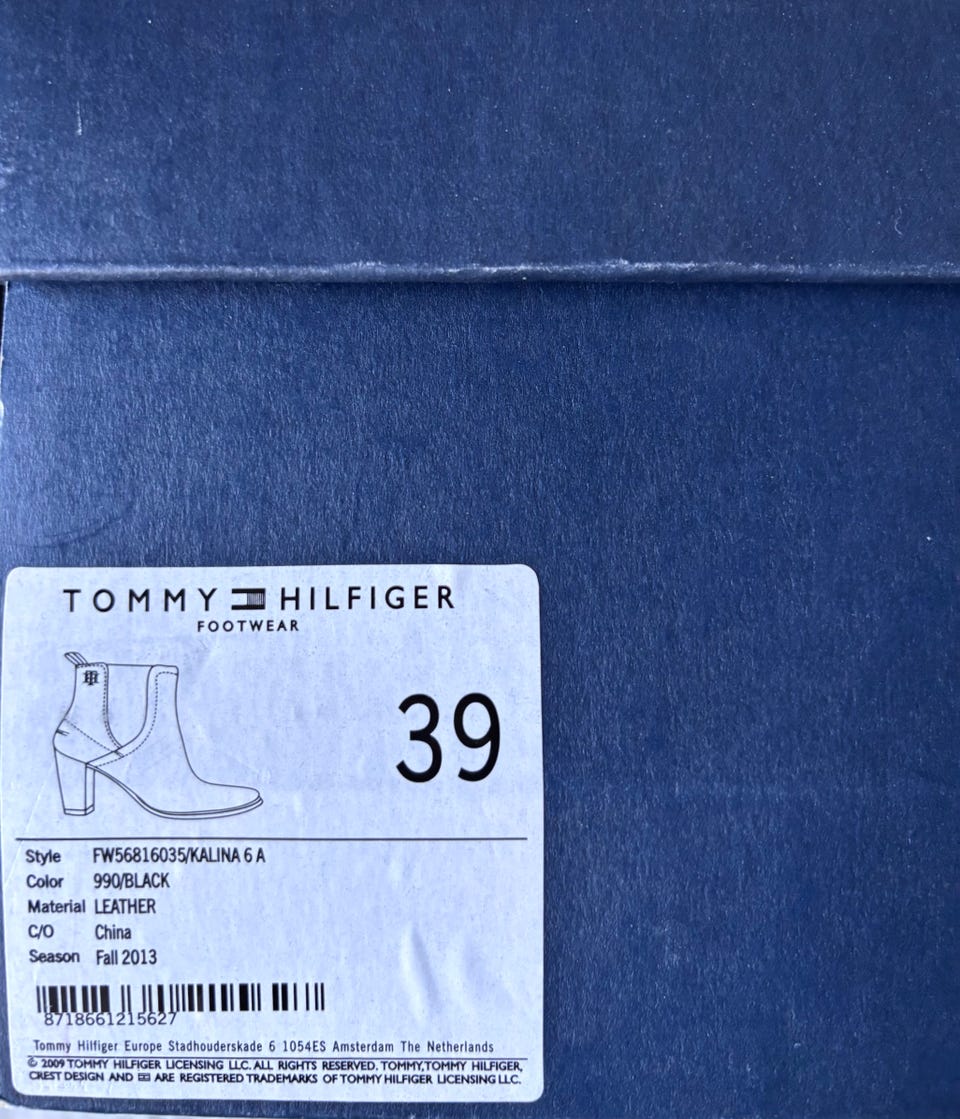 TOMMY HILFIGER
FOOTWEAR
39
Style FW56816035/KALINA 6 A
Color 990/BLACK
Material LEATHER
C/O China
Season Fall 2013
8718661215627
Tommy Hilfiger Europe Stadhouderskade 6 1054ES Amsterdam The Netherlands
© 2009 TOMMY HILFIGER LICENSING LLC. ALL RIGHTS RESERVED. TOMMY,TOMMY HILFIGER,
CREST DESIGN AND ARE REGISTERED TRADEMARKS OF TOMMY HILFIGER LICENSING LLC.